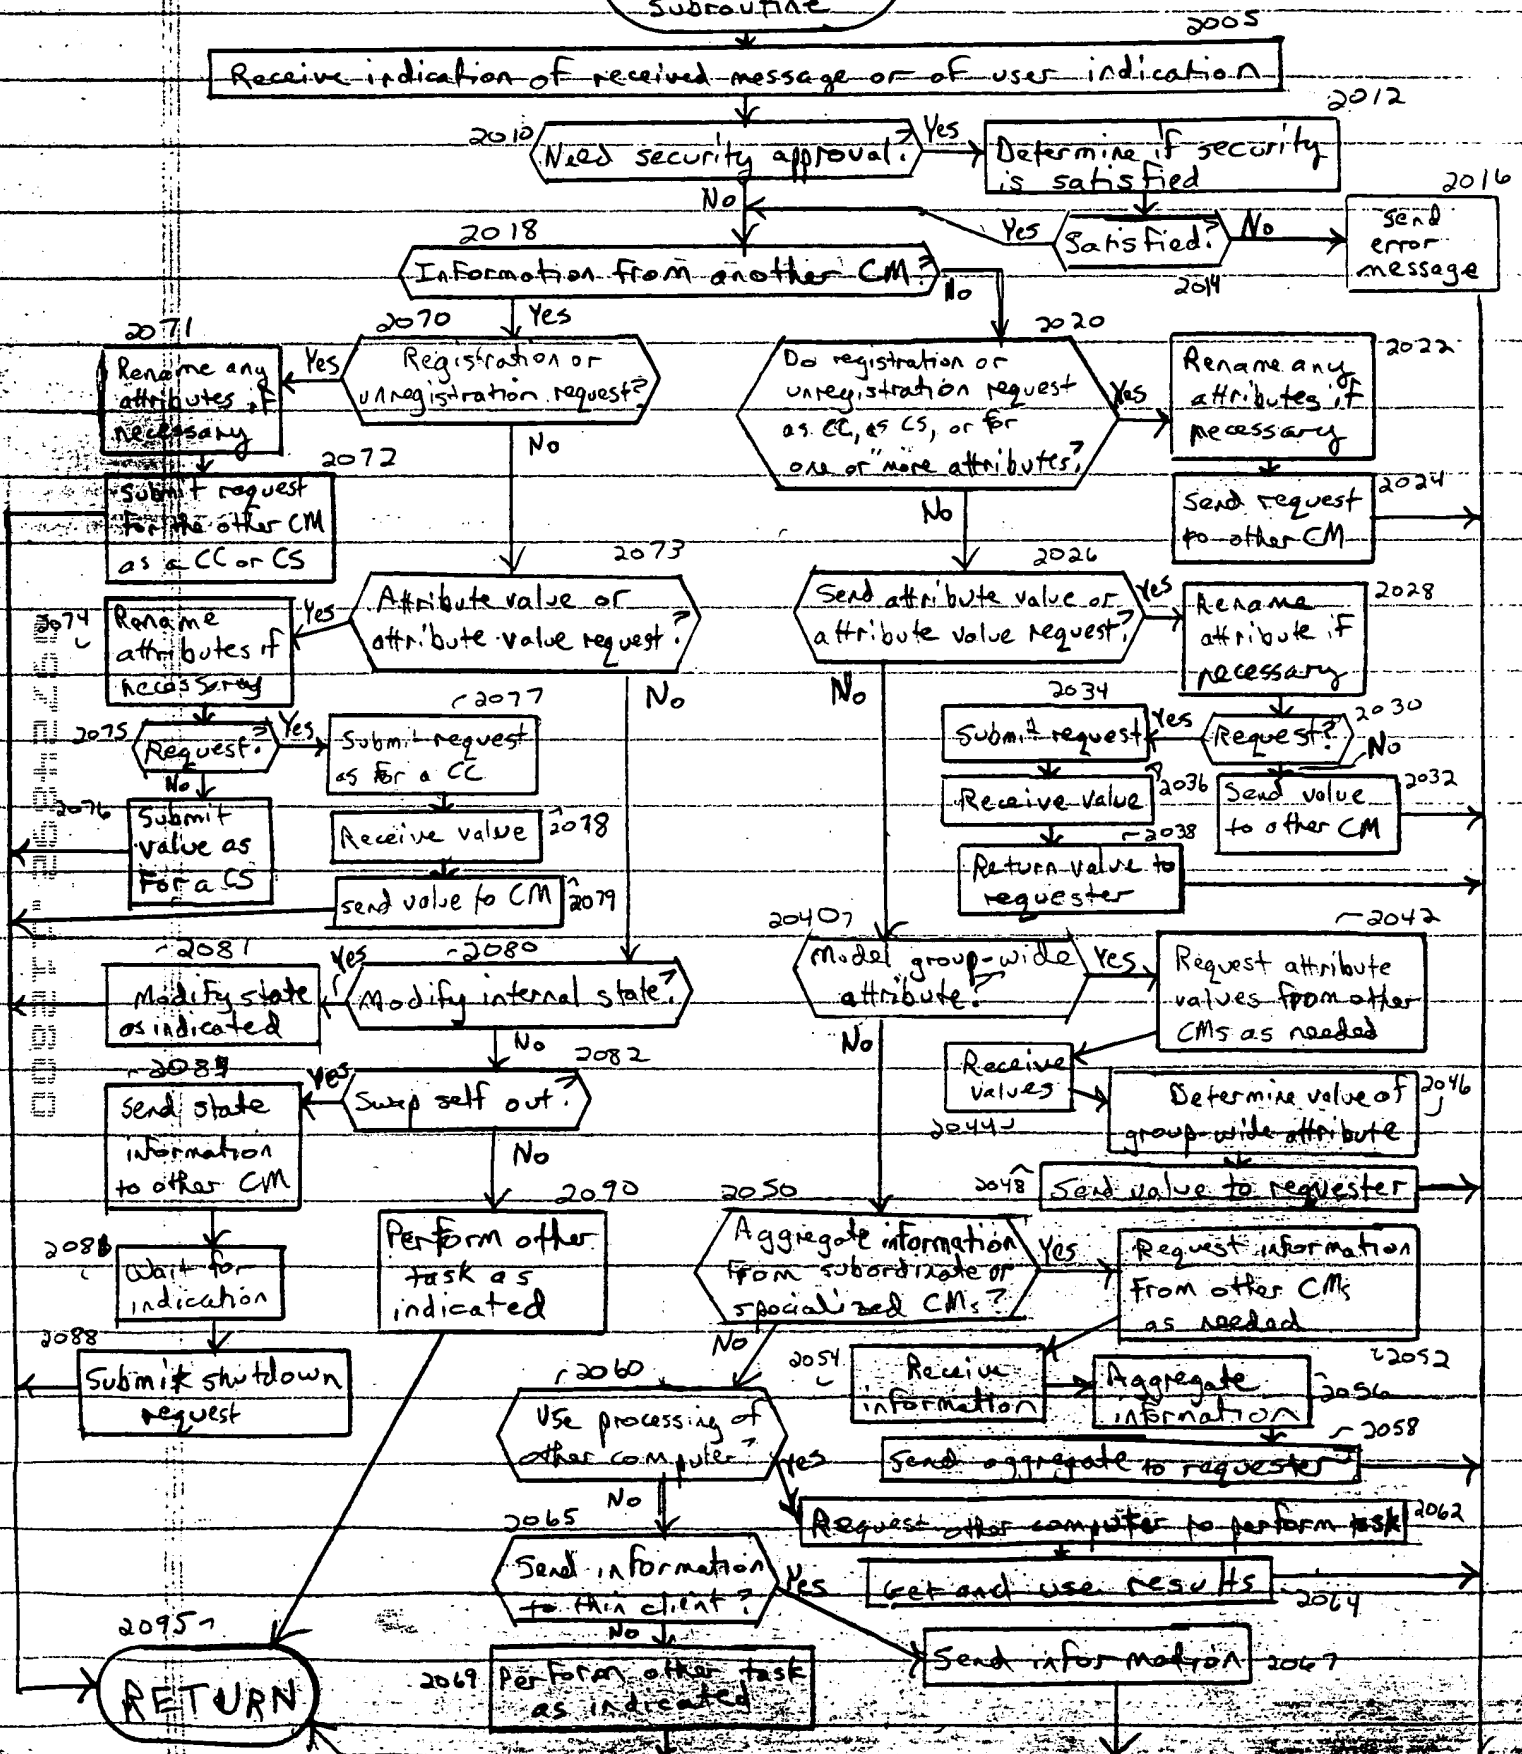 Subroutine
2005
Receive indication of received message or of user indication
2010
Need security approval?
Yes
2012
Determine if security
is satisfied
No
Satisfied?
Yes
No
2014
2016
Send
error
message
2018
Information from another CM?
Yes
No
2070
Registration or
unregistration request?
Yes
No
2071
Rename any
attributes if
necessary
2072
Submit request
for the other CM
as a CC or CS
2020
Do registration or
unregistration request
as CC, as CS, or for
one or more attributes?
Yes
No
2022
Rename any
attributes if
necessary
2024
Send request
to other CM
2073
Attribute value or
attribute value request?
Yes
No
2074
Rename
attributes if
necessary
2075
Request?
Yes
No
2076
Submit
value as
for a CS
2077
Submit request
as for a CC
2078
Receive value
2079
send value to CM
2026
Send attribute value or
attribute value request?
Yes
No
2028
Rename
attribute if
necessary
2030
Request?
Yes
No
2032
Send value
to other CM
2034
Submit request
2036
Receive value
2038
Return value to
requester
2040
Model group-wide
attribute?
Yes
No
2042
Request attribute
values from other
CMs as needed
2044
Receive
values
2046
Determine value of
group-wide attribute
2048
Send value to requester
2080
Modify internal state?
Yes
No
2081
Modify state
as indicated
2082
Swap self out?
Yes
No
Send state
information
to other CM
Wait for
indication
2088
Submit shutdown
request
2090
Perform other
task as
indicated
2050
Aggregate information
from subordinate or
specialized CMs?
Yes
No
2052
Request information
from other CMs
as needed
2054
Receive
information
2056
Aggregate
information
2058
Send aggregate to requester
2060
Use processing of
other computer?
Yes
No
2062
Request other computer to perform task
2064
Get and use results
2065
Send information
to thin client?
Yes
No
2067
Send information
2069
Perform other task
as indicated
2095
RETURN